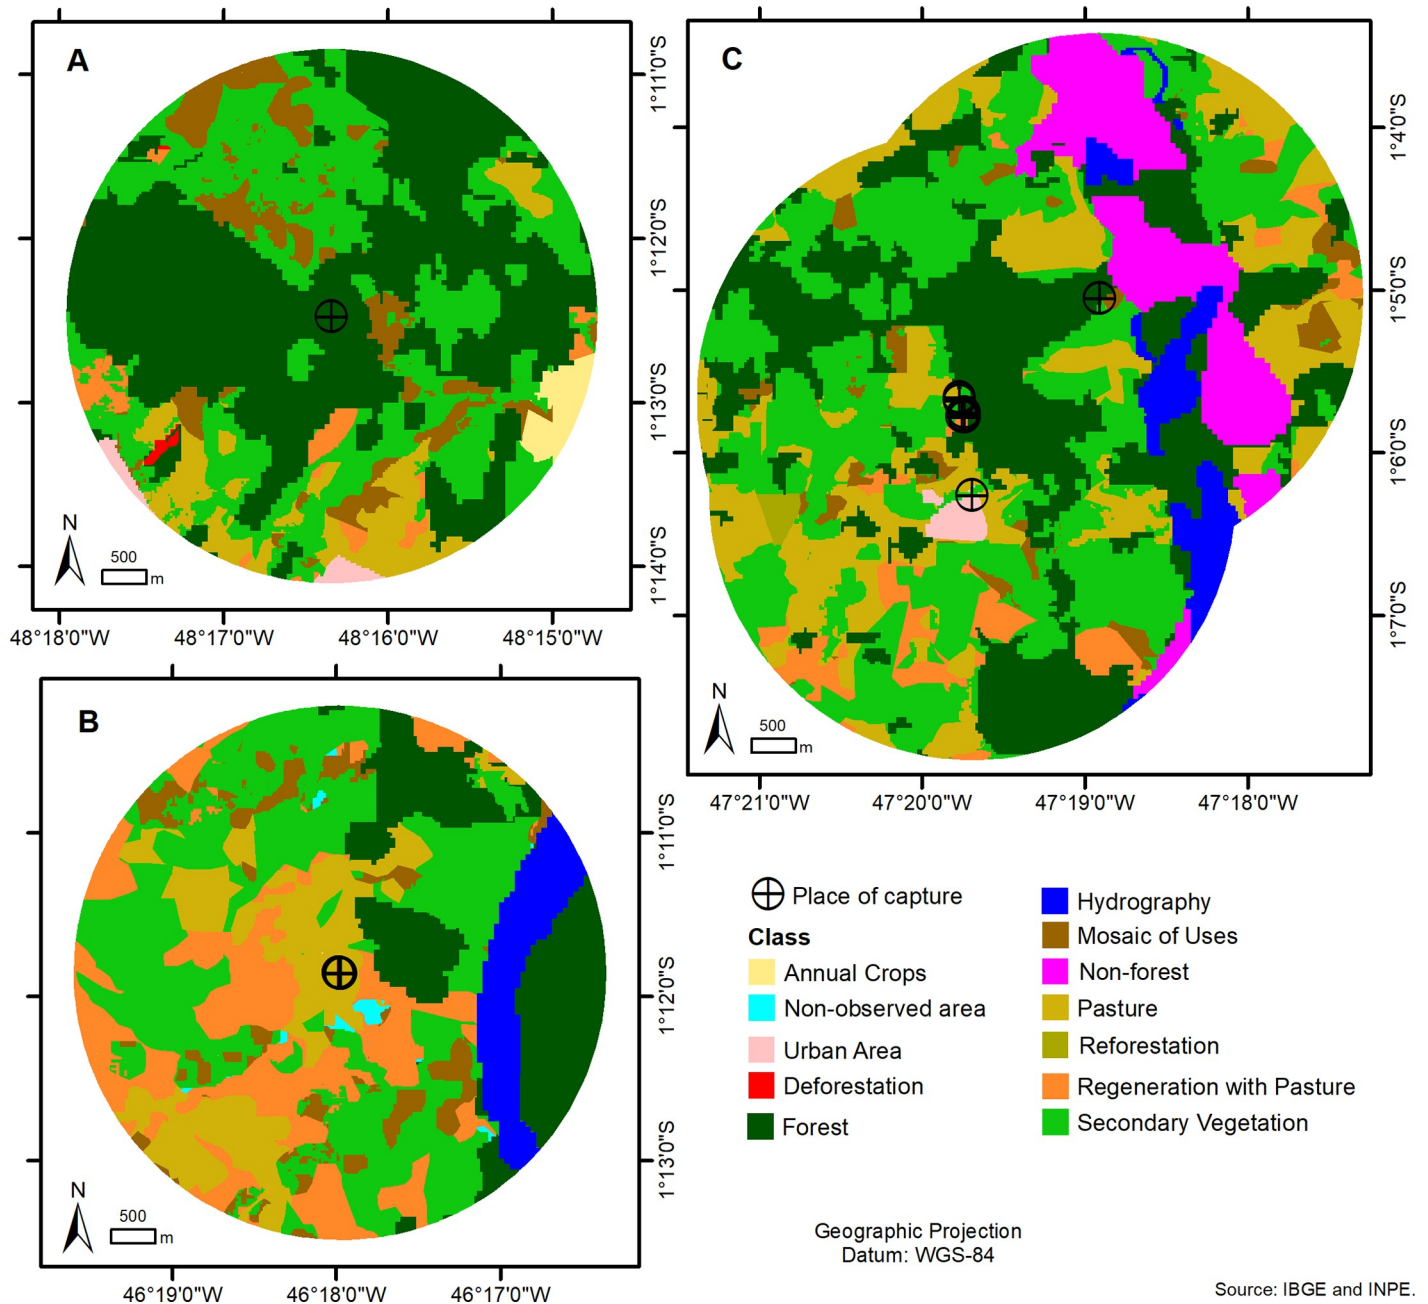 A
1°11'0"S
1°12'0"S
1°13'0"S
1°14'0"S
N
500
m
48°18'0"W
48°17'0"W
48°16'0"W
48°15'0"W
B
1°11'0"S
1°12'0"S
1°13'0"S
N
500
m
46°19'0"W
46°18'0"W
46°17'0"W
C
1°4'0"S
1°5'0"S
1°6'0"S
1°7'0"S
N
500
m
47°21'0"W
47°20'0"W
47°19'0"W
47°18'0"W
Place of capture
Class
Annual Crops
Non-observed area
Urban Area
Deforestation
Forest
Hydrography
Mosaic of Uses
Non-forest
Pasture
Reforestation
Regeneration with Pasture
Secondary Vegetation
Geographic Projection
Datum: WGS-84
Source: IBGE and INPE.